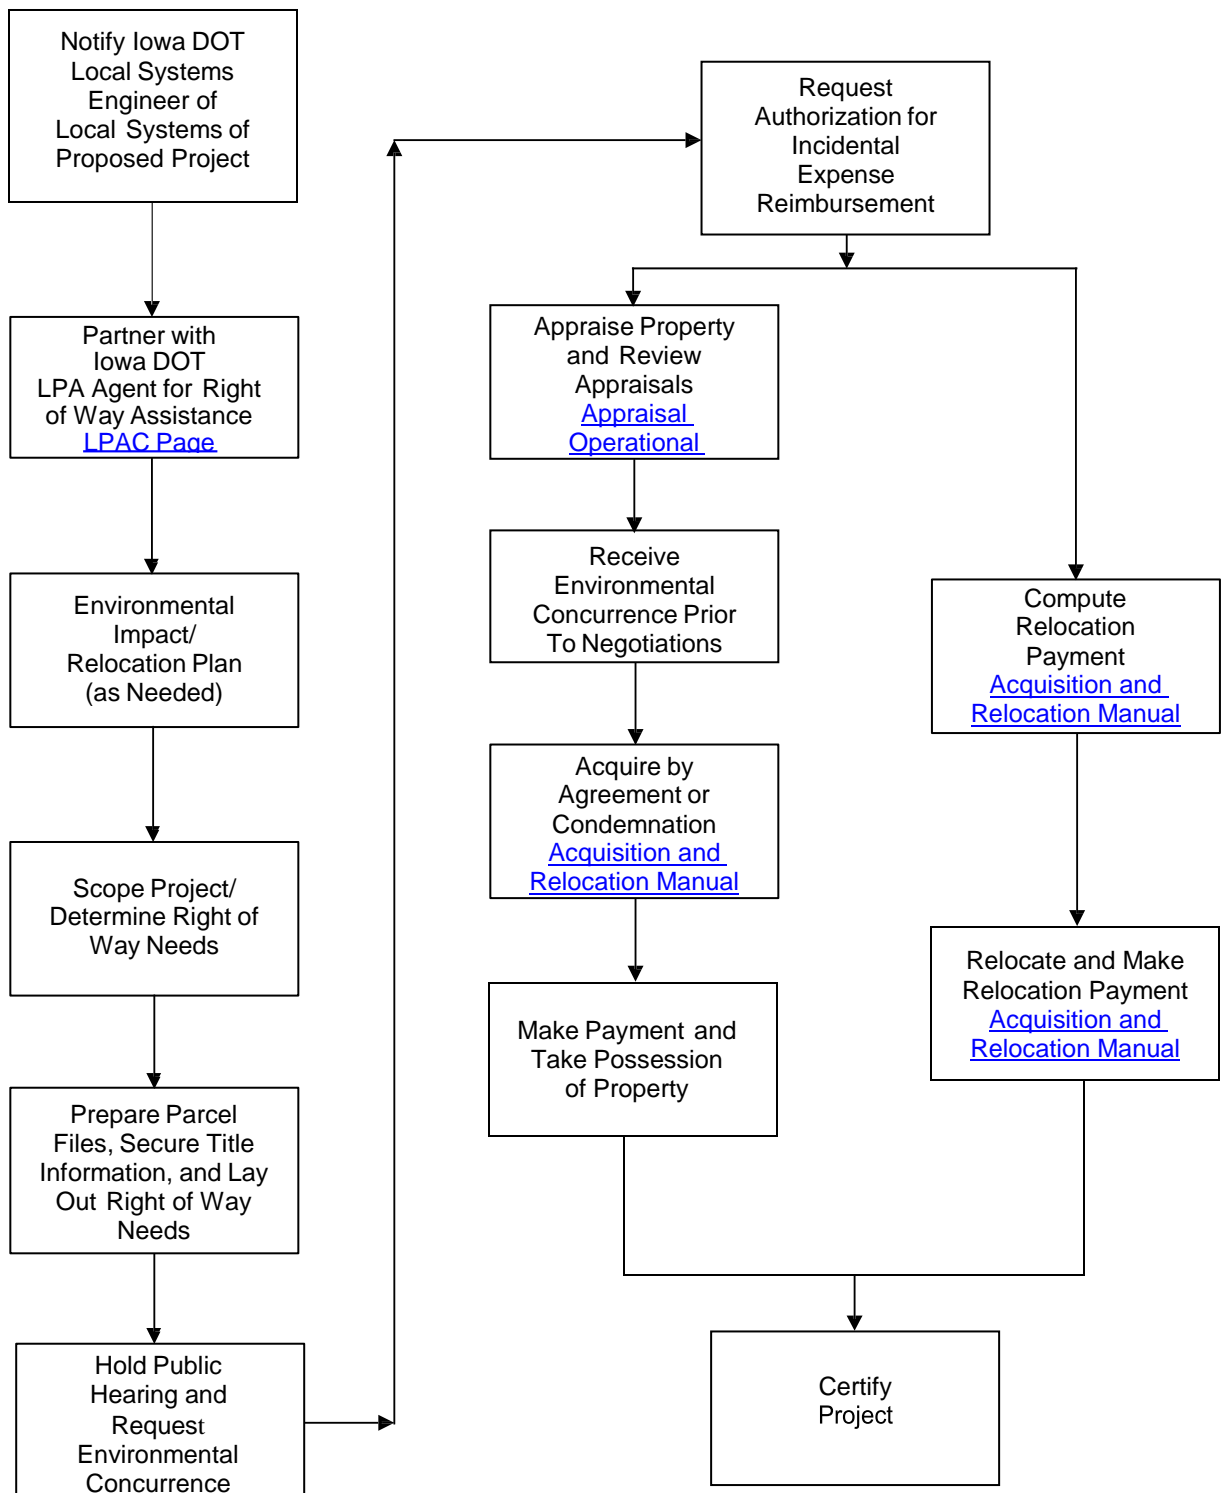 Notify Iowa DOT
Local Systems
Engineer of
Local Systems of
Proposed Project
Partner with
Iowa DOT
LPA Agent for Right
of Way Assistance
LPAC Page
Environmental
Impact/
Relocation Plan
(as Needed)
Scope Project/
Determine Right of
Way Needs
Prepare Parcel
Files, Secure Title
Information, and Lay
Out Right of Way
Needs
Hold Public
Hearing and
Request
Environmental
Concurrence
Request
Authorization for
Incidental
Expense
Reimbursement
Appraise Property
and Review
Appraisals
Appraisal
Operational
Receive
Environmental
Concurrence Prior
To Negotiations
Acquire by
Agreement or
Condemnation
Acquisition and
Relocation Manual
Make Payment and
Take Possession
of Property
Compute
Relocation
Payment
Acquisition and
Relocation Manual
Relocate and Make
Relocation Payment
Acquisition and
Relocation Manual
Certify
Project